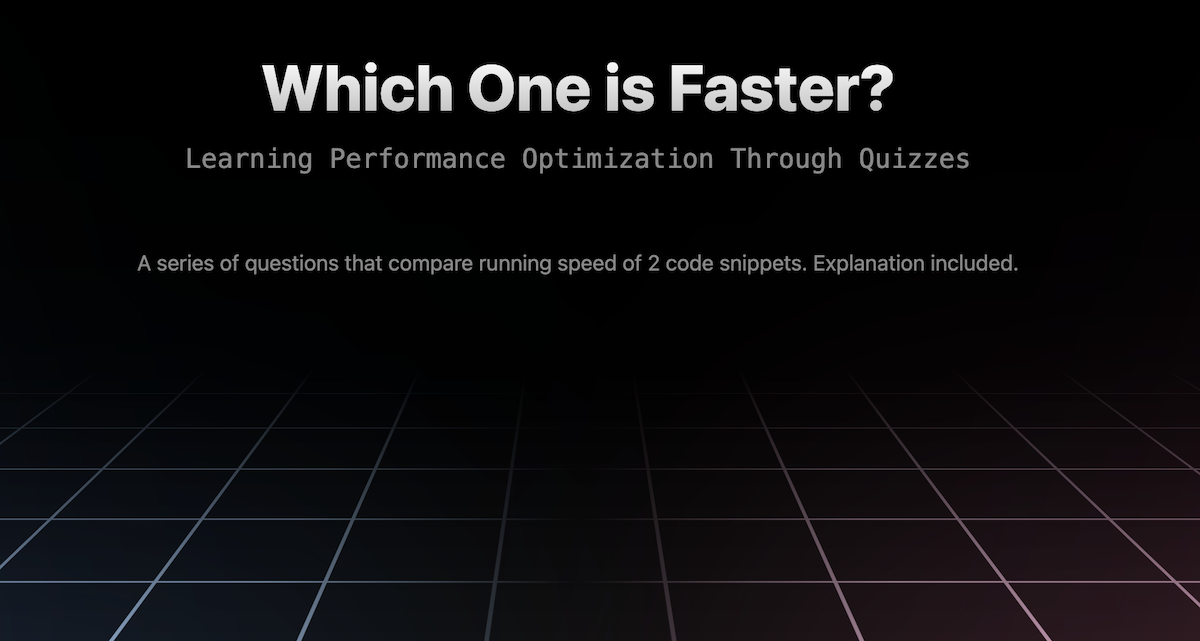 Which One is Faster?
Learning Performance Optimization Through Quizzes
A series of questions that compare running speed of 2 code snippets. Explanation included.